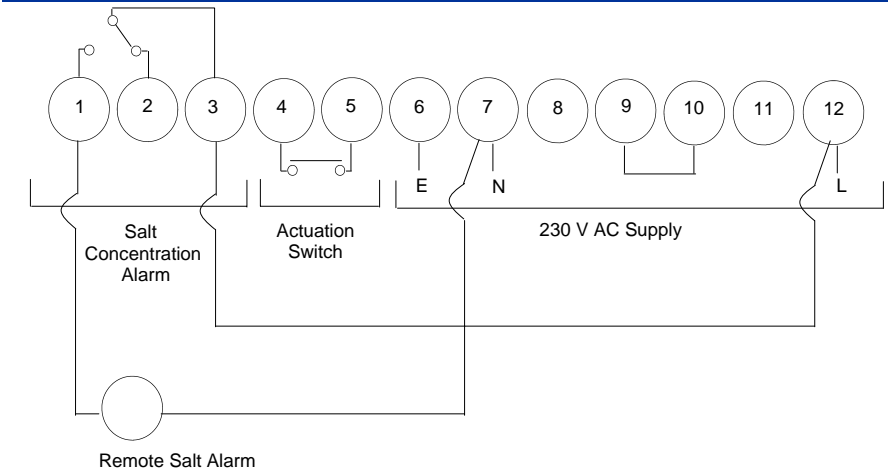 1 2 3 4 5 6 7 8 9 10 11 12
E N L
Salt
Concentration
Alarm
Actuation
Switch
230 V AC Supply
Remote Salt Alarm